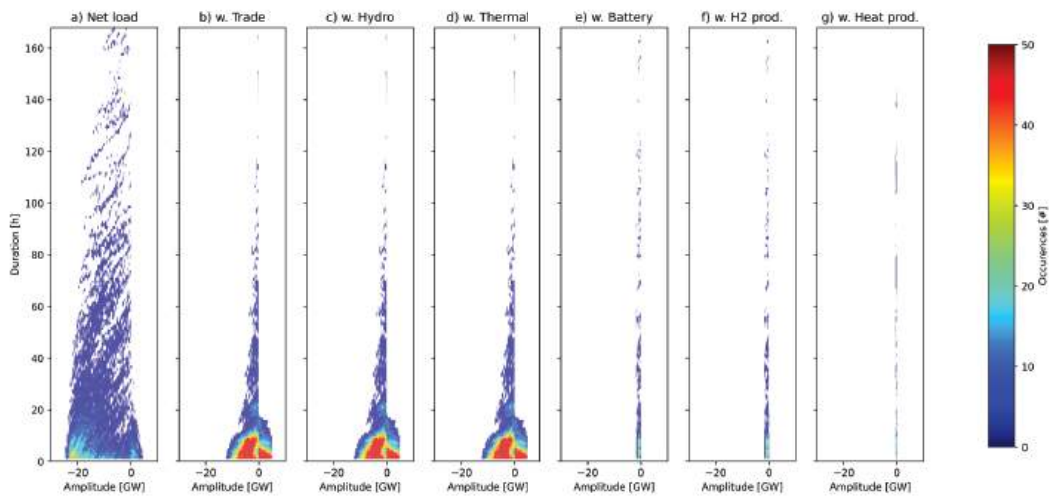 a) Net load
b) w. Trade
c) w. Hydro
d) w. Thermal
e) w. Battery
f) w. H2 prod.
g) w. Heat prod.
160
140
120
100
80
60
40
20
0
Duration [h]
−20 0
−20 0
−20 0
−20 0
−20 0
−20 0
−20 0
Amplitude [GW]
Amplitude [GW]
Amplitude [GW]
Amplitude [GW]
Amplitude [GW]
Amplitude [GW]
Amplitude [GW]
50
40
30
20
10
0
Occurences [#]